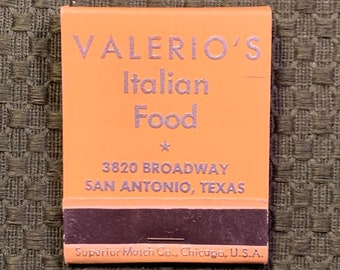 VALERIO'S
Italian
Food
★
3820 BROADWAY
SAN ANTONIO, TEXAS
Superior Match Co., Chicago, U.S.A.